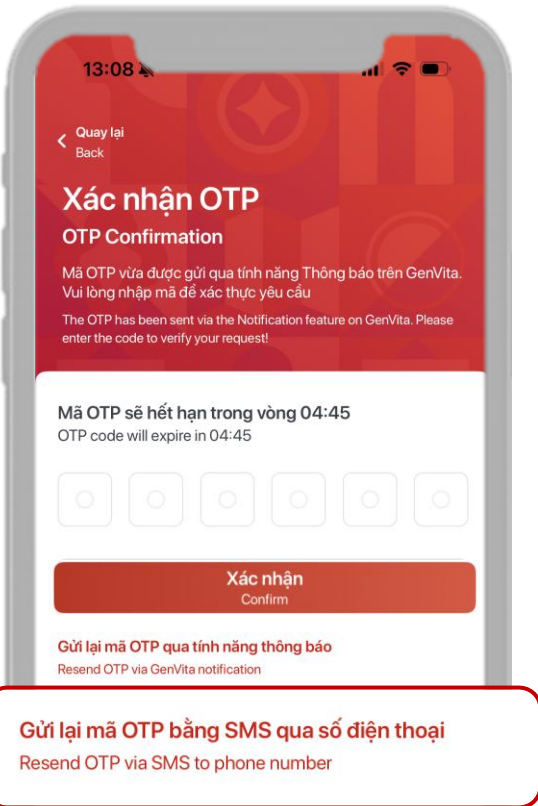 13:08
Quay lại
Back
Xác nhận OTP
OTP Confirmation
Mã OTP vừa được gửi qua tính năng Thông báo trên GenVita.
Vui lòng nhập mã để xác thực yêu cầu
The OTP has been sent via the Notification feature on GenVita. Please
enter the code to verify your request!
Mã OTP sẽ hết hạn trong vòng 04:45
OTP code will expire in 04:45
Xác nhận
Confirm
Gửi lại mã OTP qua tính năng thông báo
Resend OTP via GenVita notification
Gửi lại mã OTP bằng SMS qua số điện thoại
Resend OTP via SMS to phone number